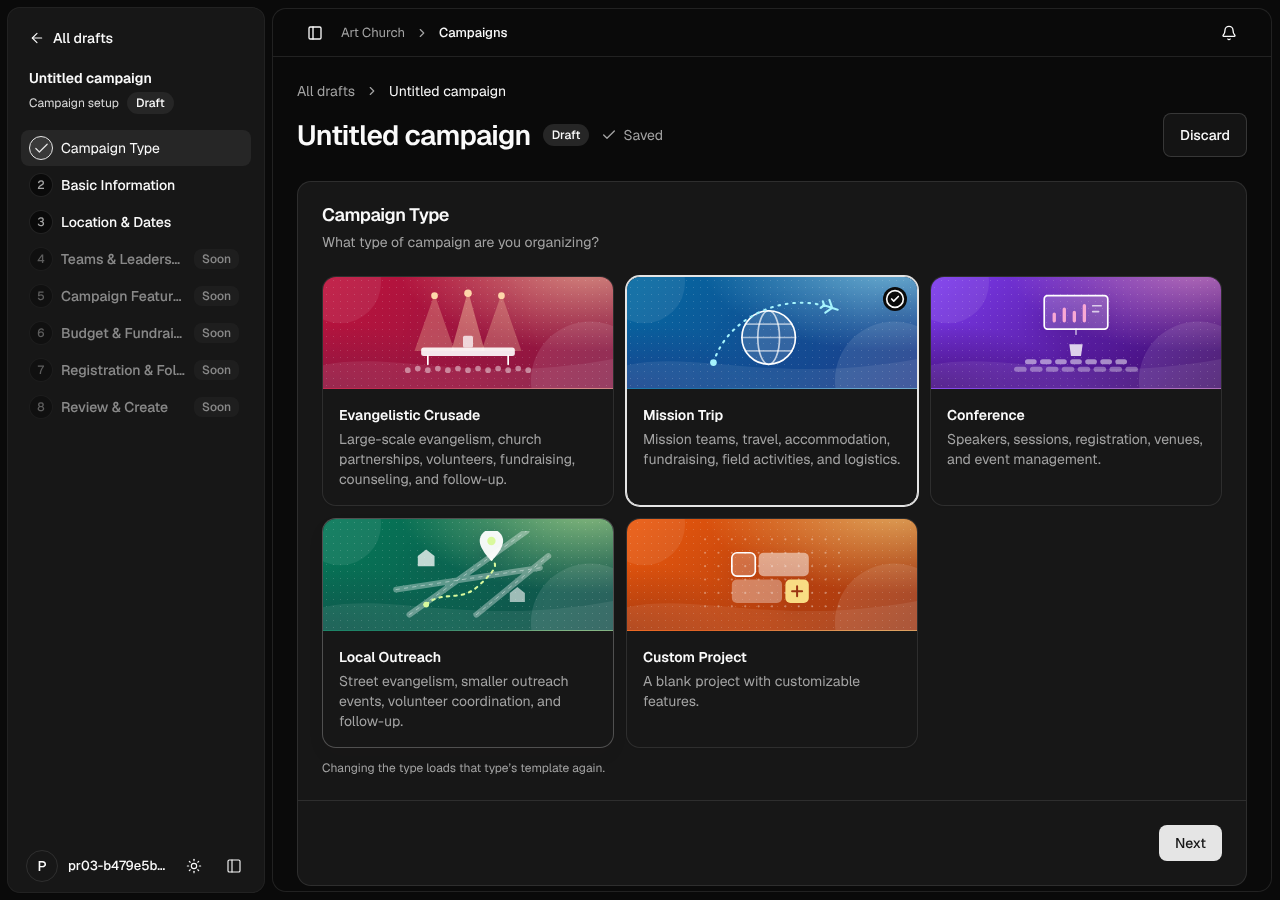 All drafts
Untitled campaign
Campaign setup Draft
Campaign Type
2 Basic Information
3 Location & Dates
4 Teams & Leaders... Soon
5 Campaign Featur... Soon
6 Budget & Fundrai... Soon
7 Registration & Fol... Soon
8 Review & Create Soon
P pr03-b479e5b...
Art Church > Campaigns
All drafts > Untitled campaign
Untitled campaign Draft Saved
Discard
Campaign Type
What type of campaign are you organizing?
Evangelistic Crusade
Large-scale evangelism, church
partnerships, volunteers, fundraising,
counseling, and follow-up.
Mission Trip
Mission teams, travel, accommodation,
fundraising, field activities, and logistics.
Conference
Speakers, sessions, registration, venues,
and event management.
Local Outreach
Street evangelism, smaller outreach
events, volunteer coordination, and
follow-up.
Custom Project
A blank project with customizable
features.
Changing the type loads that type's template again.
Next